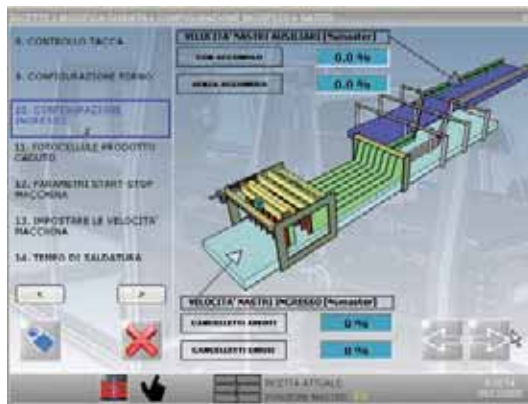 8. CONTROLLO TACCA
9. CONFIGURAZIONE FORNO
10. CONFIGURAZIONE
INGRESSO
11. FOTOCELLULE PRODOTTO
CADUTO
12. PARAMETRI START-STOP
MACCHINA
13. IMPOSTARE LE VELOCITA'
MACCHINA
14. TEMPO DI SALDATURA
<
>
VELOCITA' NASTRI AUSILIARI [%master]
CON ACCUMULO
0.0 %
SENZA ACCUMULO
0.0 %
VELOCITA' NASTRI INGRESSO [%master]
CANCELLETTI APERTI
0 %
CANCELLETTI CHIUSI
0 %
RICETTA ATTUALE: